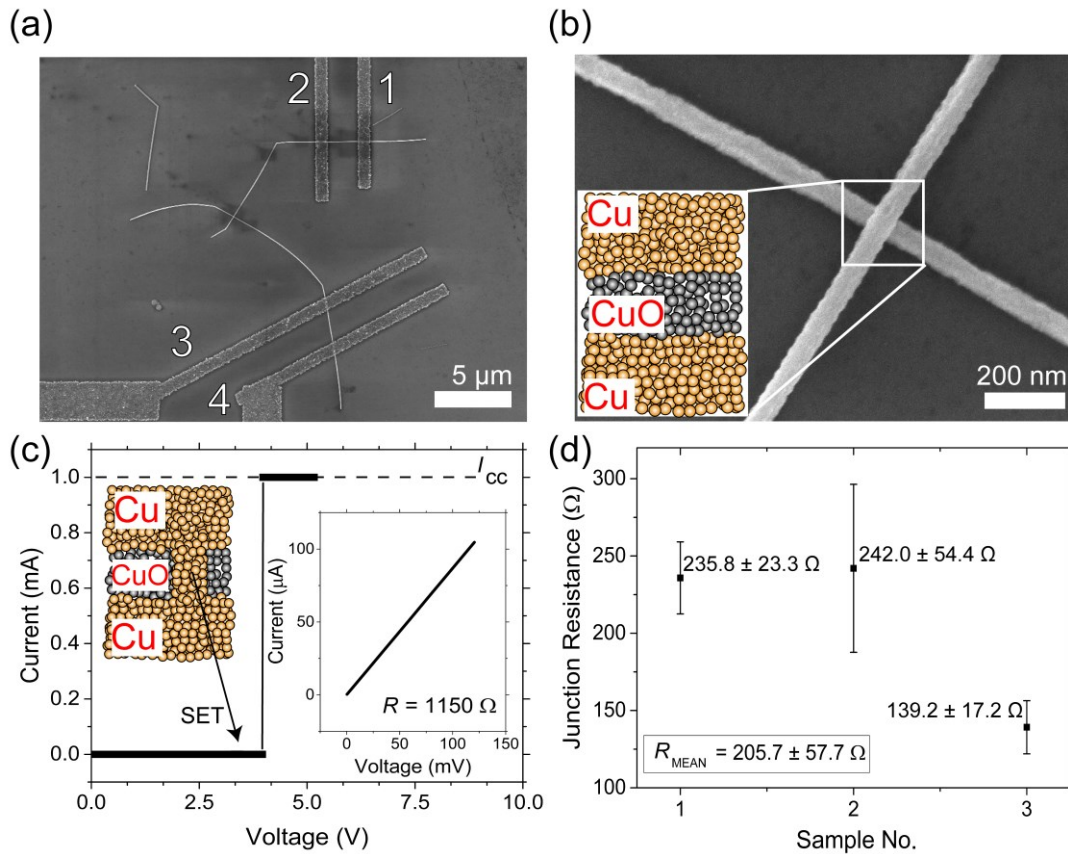 (a)
2 1
3
4
5 µm
(b)
Cu
CuO
Cu
200 nm
(c)
Current (mA)
1.0
0.8
0.6
0.4
0.2
0.0
0.0 2.5 5.0 7.5 10.0
Voltage (V)
I CC
Cu
CuO
Cu
SET
Current (µA)
100
50
0
0 50 100 150
Voltage (mV)
R = 1150 Ω
(d)
Junction Resistance (Ω)
300
250
200
150
100
235.8 ± 23.3 Ω
242.0 ± 54.4 Ω
139.2 ± 17.2 Ω
R MEAN = 205.7 ± 57.7 Ω
1 2 3
Sample No.